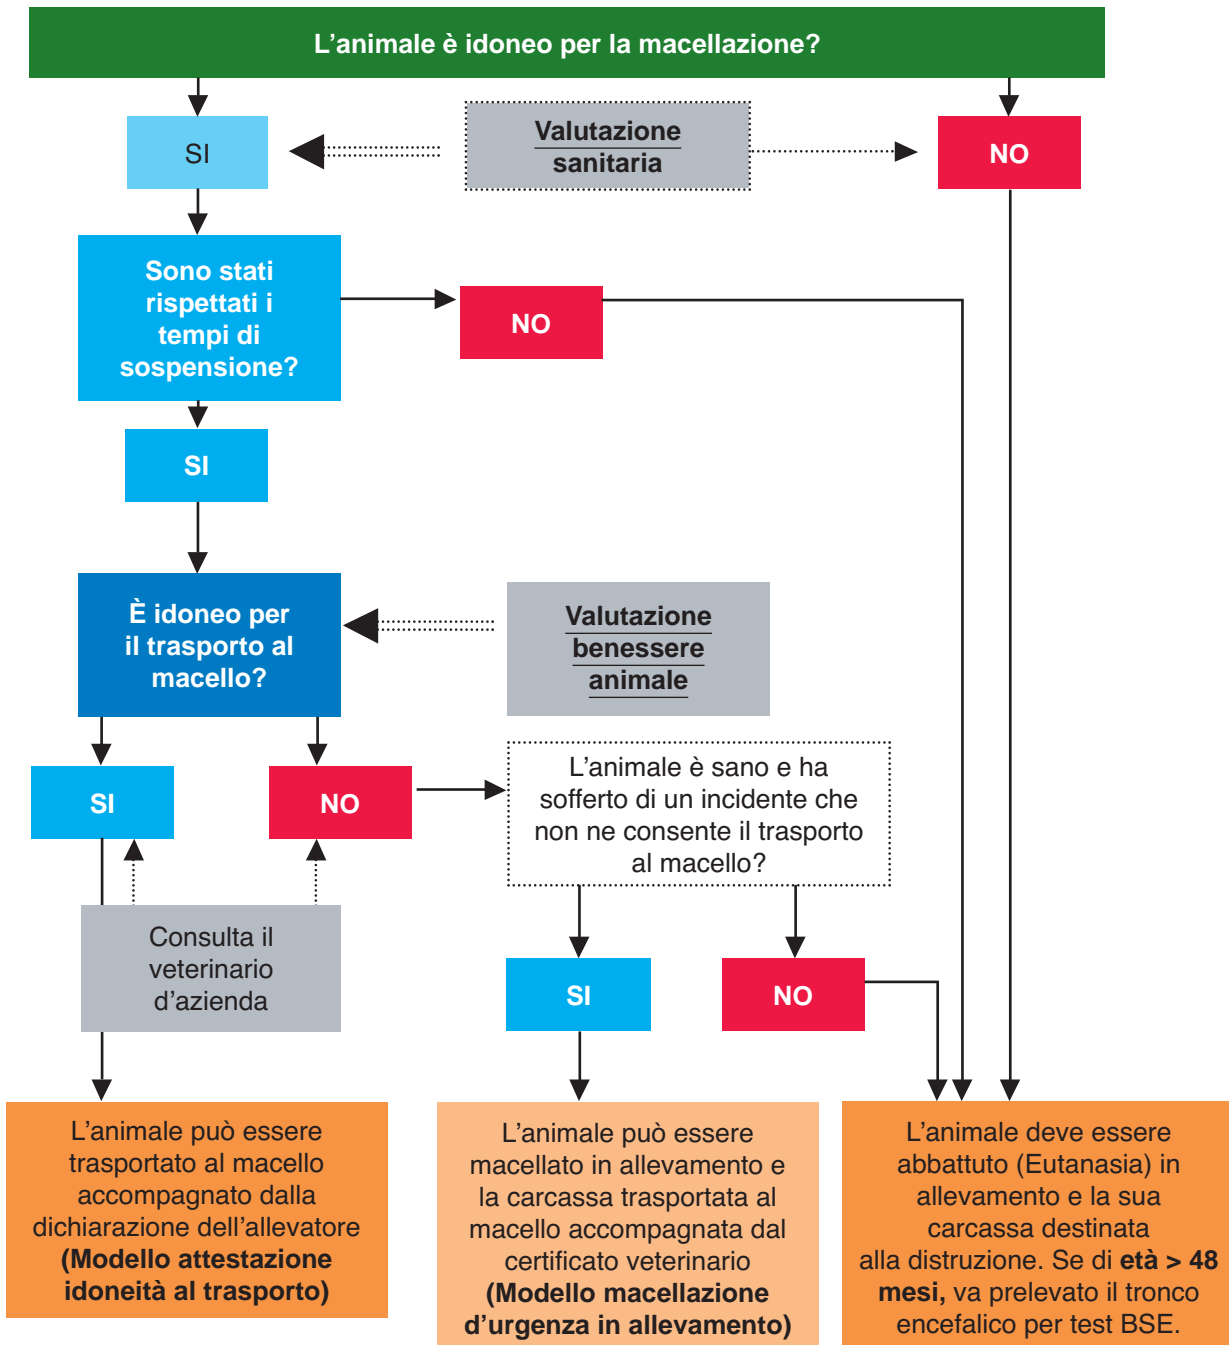 L'animale è idoneo per la macellazione?
SI
Valutazione
sanitaria
NO
Sono stati
rispettati i
tempi di
sospensione?
NO
SI
È idoneo per
il trasporto al
macello?
Valutazione
benessere
animale
SI
NO
L'animale è sano e ha
sofferto di un incidente che
non ne consente il trasporto
al macello?
Consulta il
veterinario
d'azienda
SI
NO
L'animale può essere
trasportato al macello
accompagnato dalla
dichiarazione dell'allevatore
(Modello attestazione
idoneità al trasporto)
L'animale può essere
macellato in allevamento e
la carcassa trasportata al
macello accompagnata dal
certificato veterinario
(Modello macellazione
d'urgenza in allevamento)
L'animale deve essere
abbattuto (Eutanasia) in
allevamento e la sua
carcassa destinata
alla distruzione. Se di età > 48
mesi, va prelevato il tronco
encefalico per test BSE.